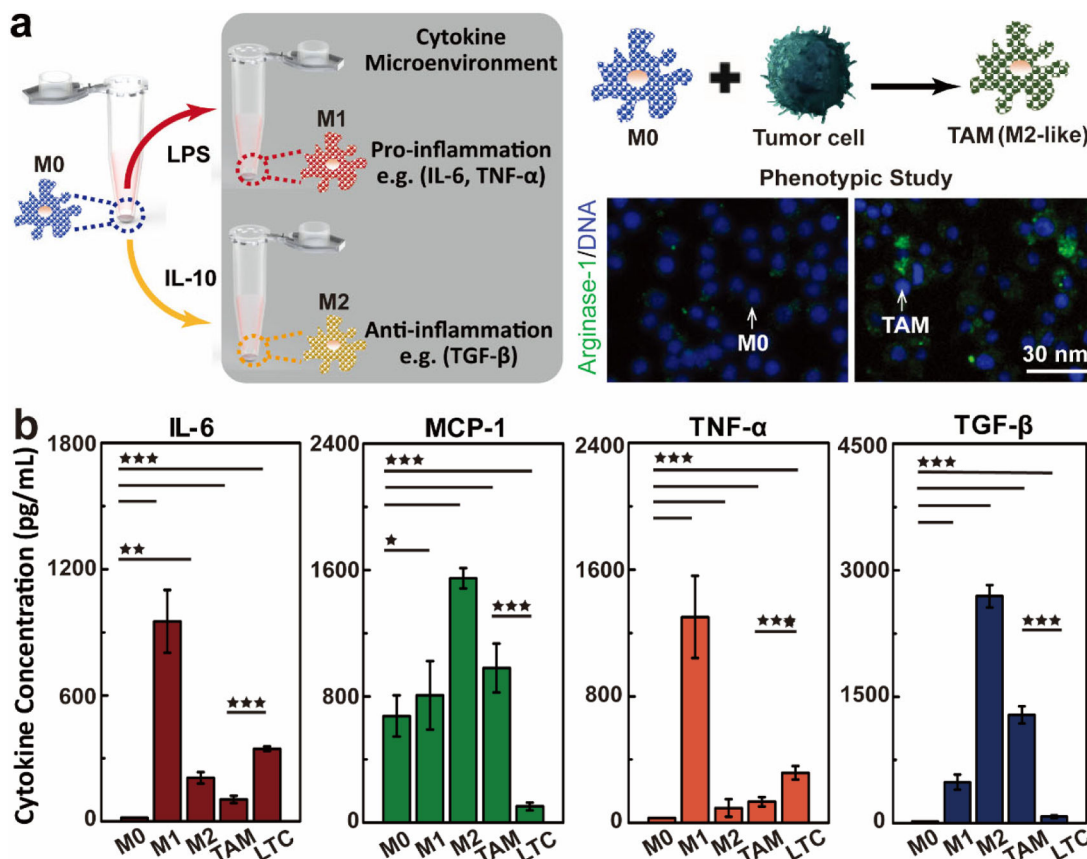 a
Cytokine
Microenvironment
M0
LPS
M1
Pro-inflammation
e.g. (IL-6, TNF-α)
IL-10
M2
Anti-inflammation
e.g. (TGF-β)
M0
Tumor cell
TAM (M2-like)
Phenotypic Study
Arginase-1/DNA
M0
TAM
30 nm
b
Cytokine Concentration (pg/mL)
IL-6
1800
1200
600
0
★★★
★★
★★★
M0 M1 M2 TAM LTC
MCP-1
2400
1600
800
0
★★★
★
★★★
M0 M1 M2 TAM LTC
TNF-α
2400
1600
800
0
★★★
★★★
M0 M1 M2 TAM LTC
TGF-β
4500
3000
1500
0
★★★
★★★
M0 M1 M2 TAM LTC